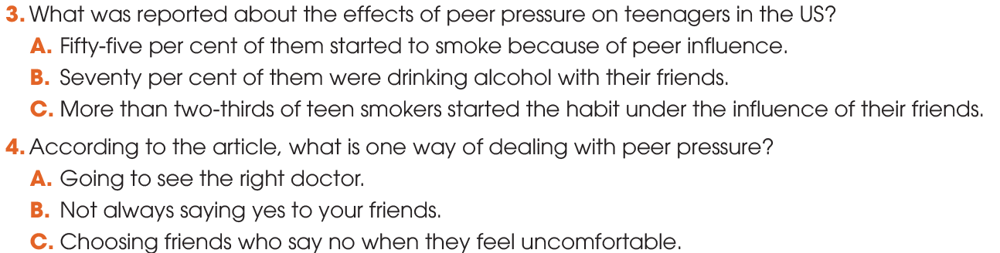 3. What was reported about the effects of peer pressure on teenagers in the US?
A. Fifty-five per cent of them started to smoke because of peer influence.
B. Seventy per cent of them were drinking alcohol with their friends.
C. More than two-thirds of teen smokers started the habit under the influence of their friends.
4. According to the article, what is one way of dealing with peer pressure?
A. Going to see the right doctor.
B. Not always saying yes to your friends.
C. Choosing friends who say no when they feel uncomfortable.